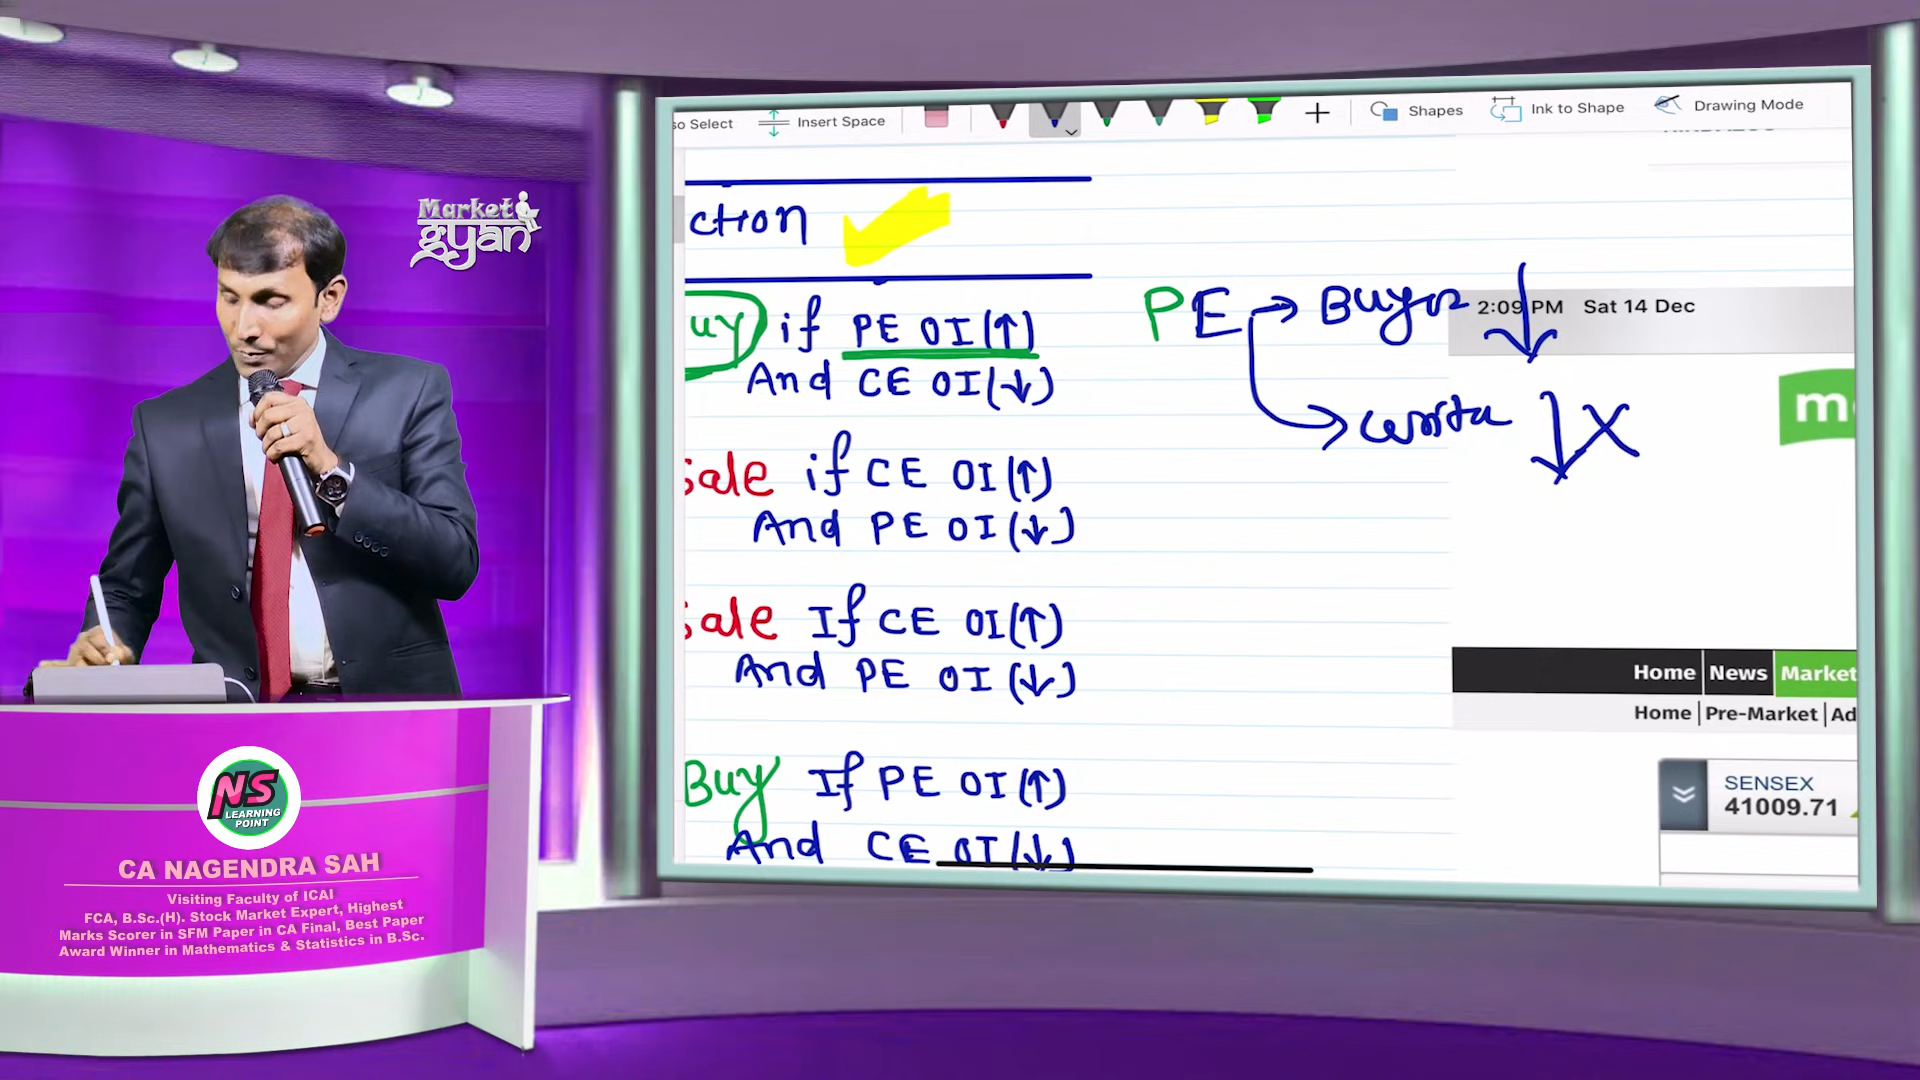 Market
gyan
so Select
Insert Space
Shapes
Ink to Shape
Drawing Mode
ction
uy if PE OI(↑)
And CE OI(↓)
Sale if CE OI(↑)
And PE OI(↓)
Sale If CE OI(↑)
And PE OI(↓)
Buy If PE OI(↑)
And CE OI(↓)
PE → Buyer ↓
→ writer ↓ X
2:09 PM Sat 14 Dec
m
Home News Market
Home Pre-Market Ad
SENSEX
41009.71
NS
LEARNING
POINT
CA NAGENDRA SAH
Visiting Faculty of ICAI
FCA, B.Sc.(H). Stock Market Expert, Highest
Marks Scorer in SFM Paper in CA Final, Best Paper
Award Winner in Mathematics & Statistics in B.Sc.